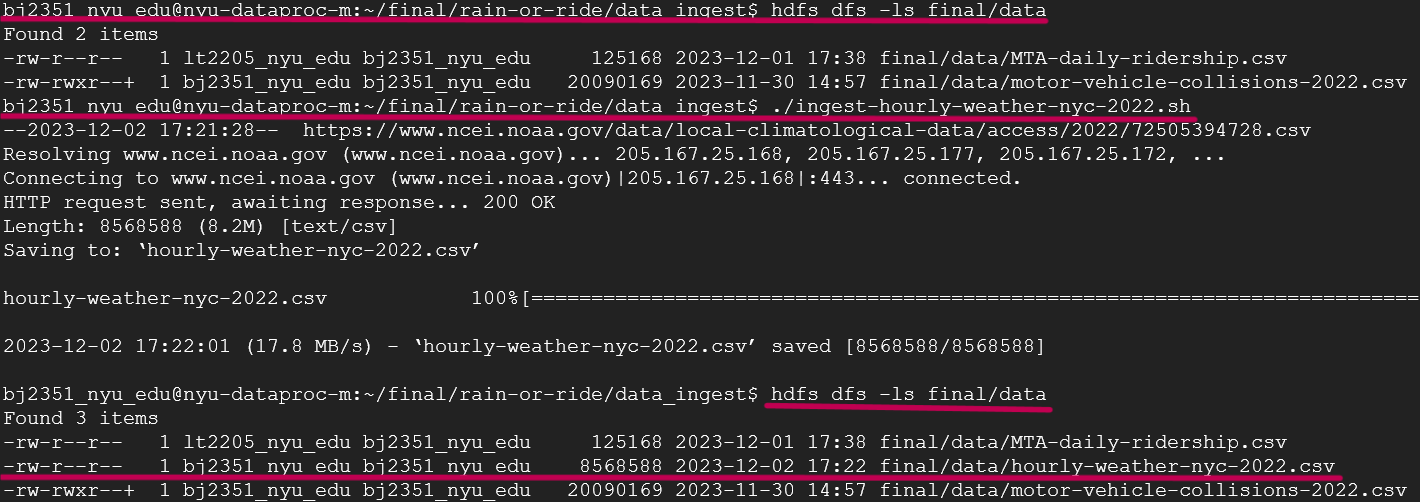 bj2351_nyu_edu@nyu-dataproc-m:~/final/rain-or-ride/data_ingest$ hdfs dfs -ls final/data
Found 2 items
-rw-r--r--   1 lt2205_nyu_edu bj2351_nyu_edu     125168 2023-12-01 17:38 final/data/MTA-daily-ridership.csv
-rw-rwxr--+  1 bj2351_nyu_edu bj2351_nyu_edu   20090169 2023-11-30 14:57 final/data/motor-vehicle-collisions-2022.csv
bj2351_nyu_edu@nyu-dataproc-m:~/final/rain-or-ride/data_ingest$ ./ingest-hourly-weather-nyc-2022.sh
--2023-12-02 17:21:28--  https://www.ncei.noaa.gov/data/local-climatological-data/access/2022/72505394728.csv
Resolving www.ncei.noaa.gov (www.ncei.noaa.gov)... 205.167.25.168, 205.167.25.177, 205.167.25.172, ...
Connecting to www.ncei.noaa.gov (www.ncei.noaa.gov)|205.167.25.168|:443... connected.
HTTP request sent, awaiting response... 200 OK
Length: 8568588 (8.2M) [text/csv]
Saving to: ‘hourly-weather-nyc-2022.csv’
hourly-weather-nyc-2022.csv            100%[==========================================================================
2023-12-02 17:22:01 (17.8 MB/s) - ‘hourly-weather-nyc-2022.csv’ saved [8568588/8568588]
bj2351_nyu_edu@nyu-dataproc-m:~/final/rain-or-ride/data_ingest$ hdfs dfs -ls final/data
Found 3 items
-rw-r--r--   1 lt2205_nyu_edu bj2351_nyu_edu     125168 2023-12-01 17:38 final/data/MTA-daily-ridership.csv
-rw-r--r--   1 bj2351_nyu_edu bj2351_nyu_edu    8568588 2023-12-02 17:22 final/data/hourly-weather-nyc-2022.csv
-rw-rwxr--+  1 bj2351_nyu_edu bj2351_nyu_edu   20090169 2023-11-30 14:57 final/data/motor-vehicle-collisions-2022.csv